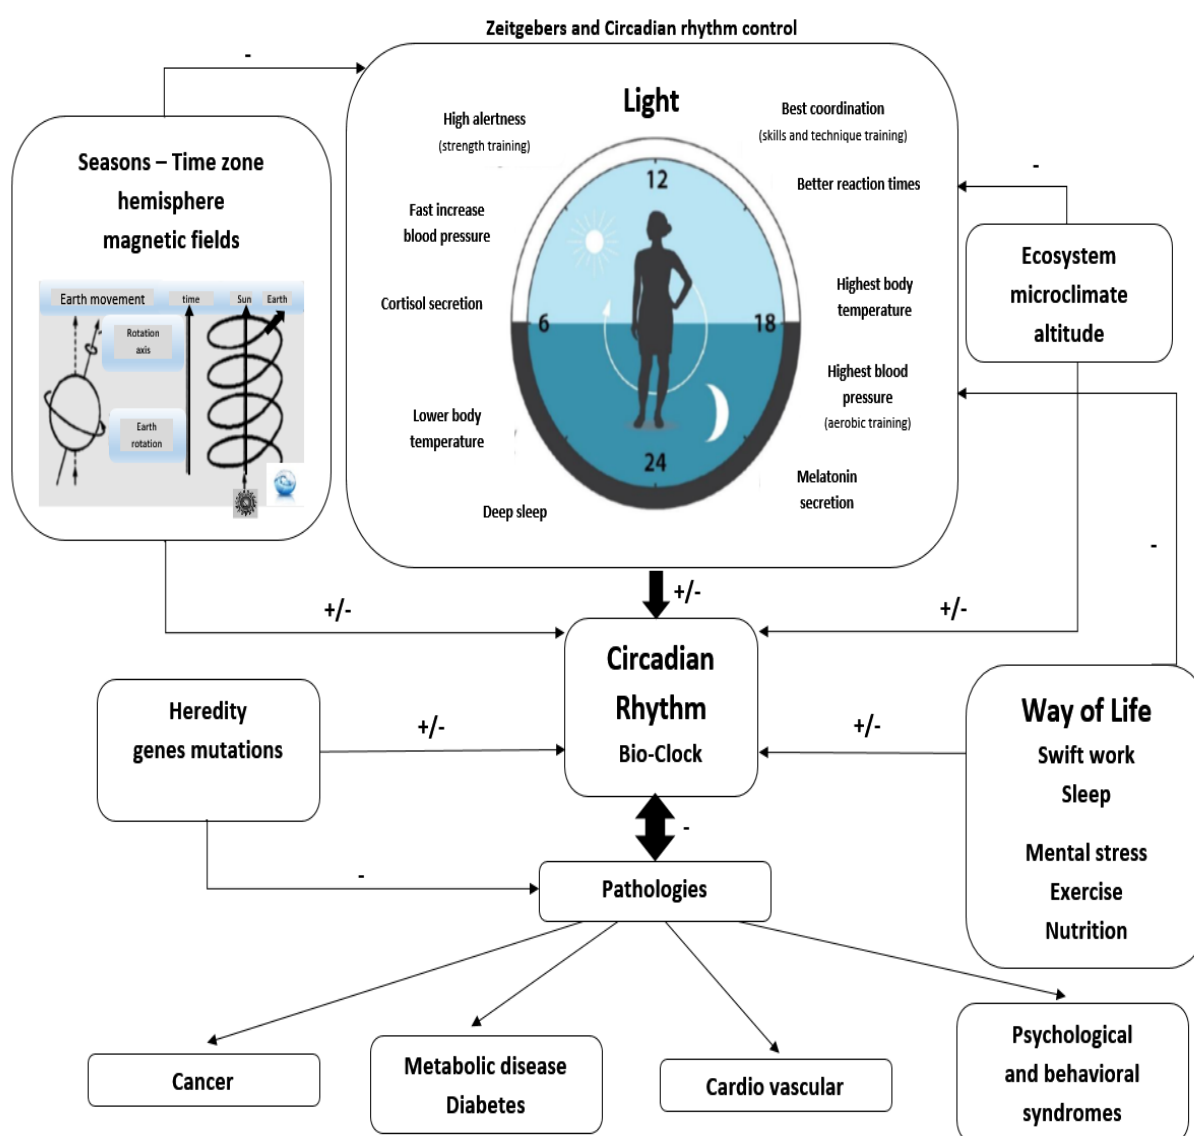 Zeitgebers and Circadian rhythm control
-
Seasons – Time zone
hemisphere
magnetic fields
Earth movement
time
Sun
Earth
Rotation
axis
Earth
rotation
Light
High alertness
(strength training)
Best coordination
(skills and technique training)
Better reaction times
Fast increase
blood pressure
Cortisol secretion
Highest body
temperature
Highest blood
pressure
(aerobic training)
Lower body
temperature
Melatonin
secretion
Deep sleep
12
6
18
24
-
Ecosystem
microclimate
altitude
-
+/-
+/-
+/-
Circadian
Rhythm
Bio-Clock
Heredity
genes mutations
+/-
+/-
Way of Life
Swift work
Sleep
Mental stress
Exercise
Nutrition
-
-
Pathologies
Cancer
Metabolic disease
Diabetes
Cardio vascular
Psychological
and behavioral
syndromes